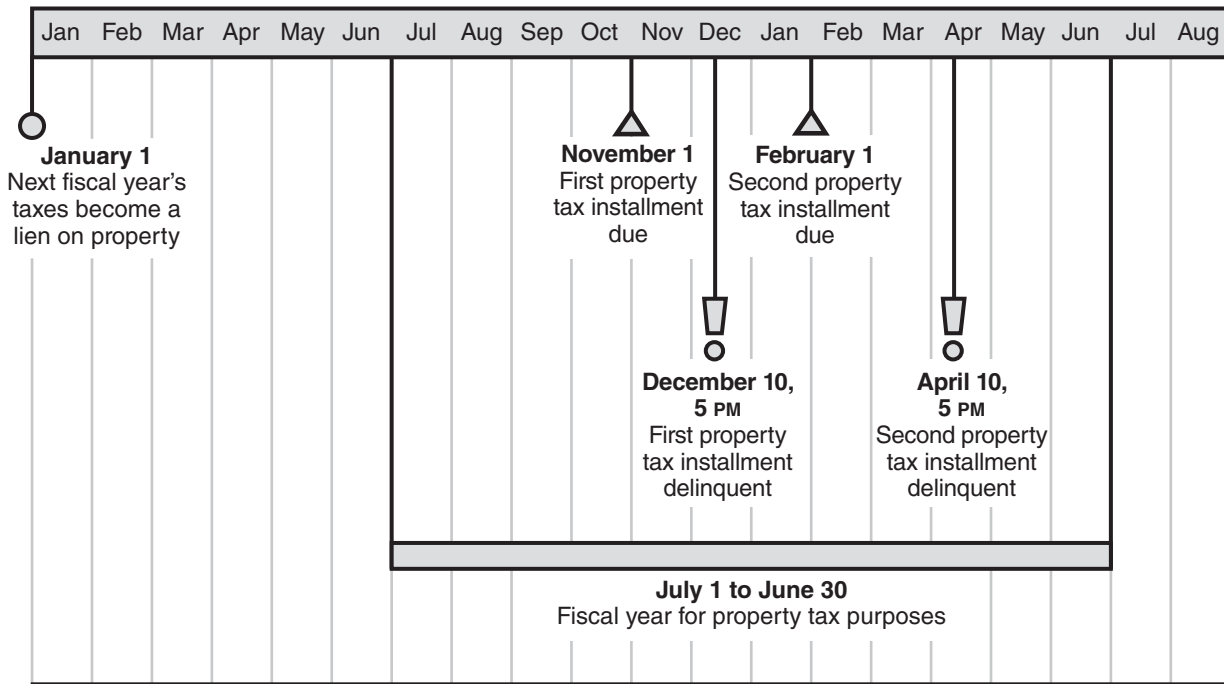 Jan Feb Mar Apr May Jun Jul Aug Sep Oct Nov Dec Jan Feb Mar Apr May Jun Jul Aug
January 1
Next fiscal year’s
taxes become a
lien on property
November 1
First property
tax installment
due
February 1
Second property
tax installment
due
December 10,
5 PM
First property
tax installment
delinquent
April 10,
5 PM
Second property
tax installment
delinquent
July 1 to June 30
Fiscal year for property tax purposes